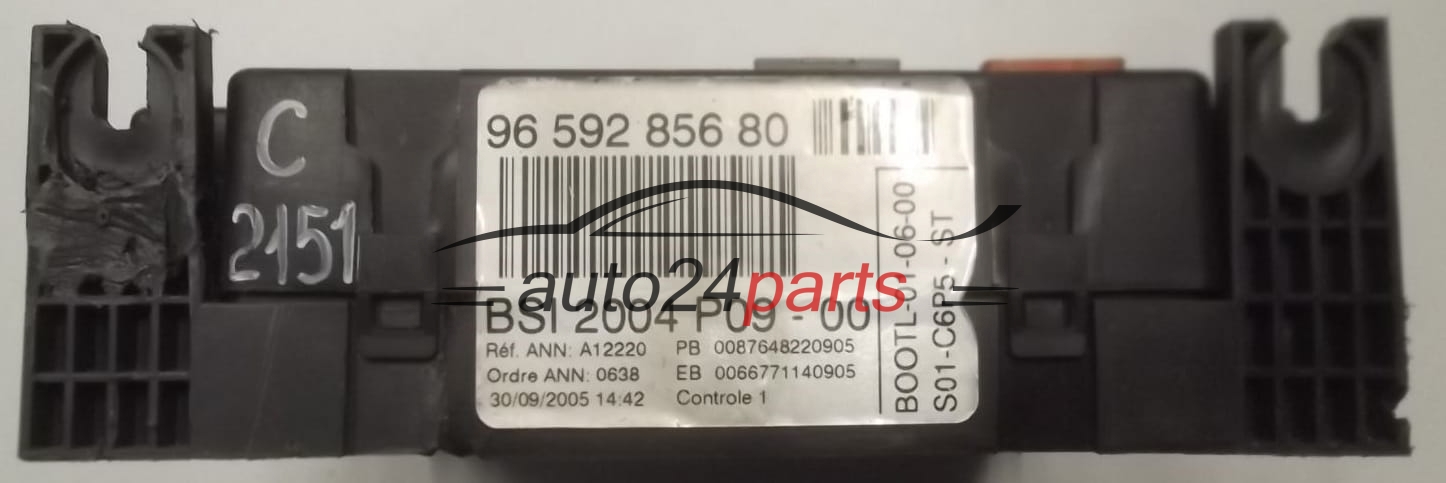 C
2151
96 592 856 80
BSI 2004 P09 - 00
Réf. ANN: A12220 PB 0087648220905
Ordre ANN: 0638 EB 0066771140905
30/09/2005 14:42 Controle 1
BOOTL-01-06-00
S01-C6P5 - ST
auto24parts